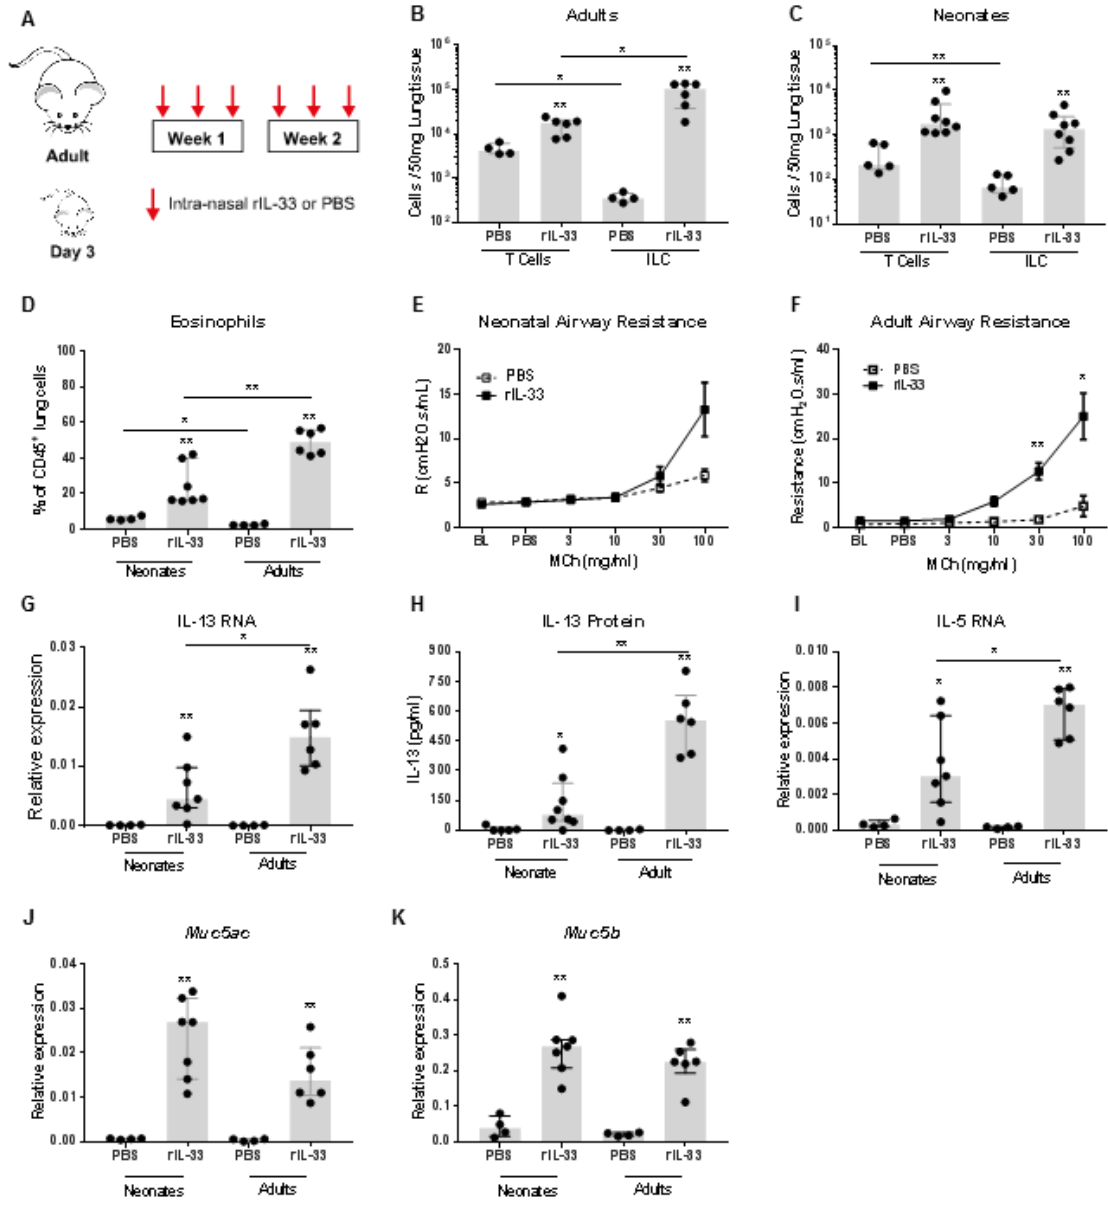 A
Adult
Week 1
Week 2
Intra-nasal rIL-33 or PBS
Day 3
B
Adults
Cells / 50mg Lung tissue
10^6
10^5
10^4
10^3
10^2
*
*
**
**
PBS
rIL-33
PBS
rIL-33
T Cells
ILC
C
Neonates
Cells / 50mg Lung tissue
10^5
10^4
10^3
10^2
10^1
**
**
**
PBS
rIL-33
PBS
rIL-33
T Cells
ILC
D
Eosinophils
% of CD45+ lung cells
100
80
60
40
20
0
**
*
**
**
PBS
rIL-33
PBS
rIL-33
Neonates
Adults
E
Neonatal Airway Resistance
R (cmH2O.s/mL)
20
15
10
5
0
PBS
rIL-33
BL
PBS
3
10
30
100
MCh (mg/ml)
F
Adult Airway Resistance
Resistance (cmH2O.s/ml)
40
30
20
10
0
PBS
rIL-33
**
*
BL
PBS
3
10
30
100
MCh (mg/ml)
G
IL-13 RNA
Relative expression
0.03
0.02
0.01
0.00
*
**
**
PBS
rIL-33
PBS
rIL-33
Neonates
Adults
H
IL-13 Protein
IL-13 (pg/ml)
900
750
600
450
300
150
0
**
*
**
PBS
rIL-33
PBS
rIL-33
Neonate
Adult
I
IL-5 RNA
Relative expression
0.010
0.008
0.006
0.004
0.002
0.000
*
*
**
PBS
rIL-33
PBS
rIL-33
Neonates
Adults
J
Muc5ac
Relative expression
0.04
0.03
0.02
0.01
0.00
**
**
PBS
rIL-33
PBS
rIL-33
Neonates
Adults
K
Muc5b
Relative expression
0.5
0.4
0.3
0.2
0.1
0.0
**
**
PBS
rIL-33
PBS
rIL-33
Neonates
Adults